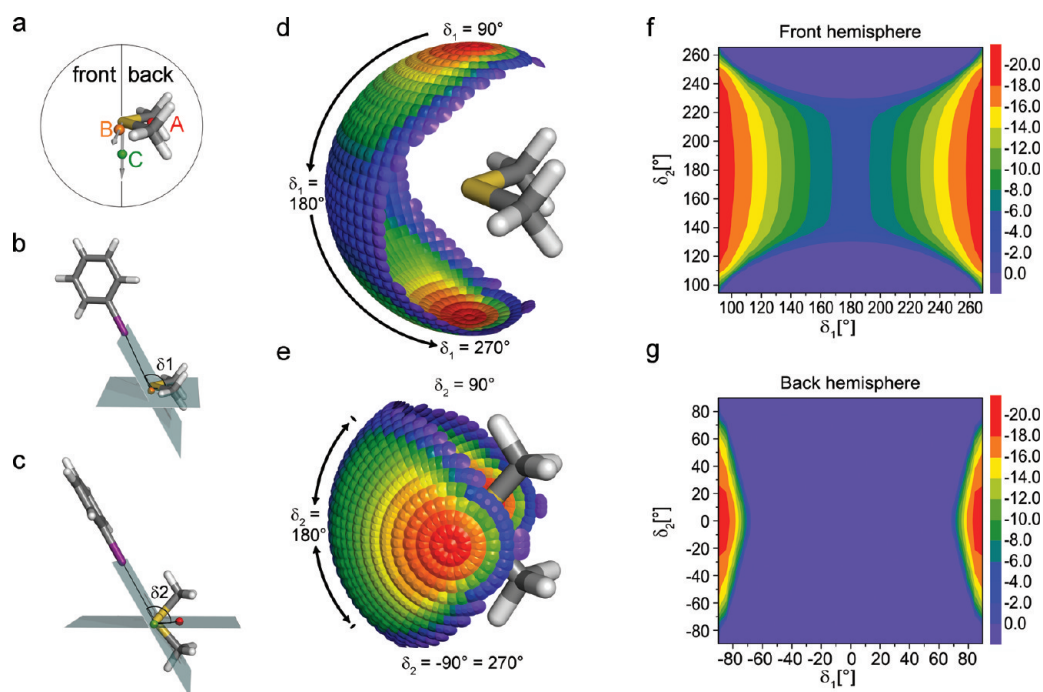 a
front back
B
A
C
b
δ1
c
δ2
d
δ₁ = 90°
δ₁ =
180°
δ₁ = 270°
e
δ₂ = 90°
δ₂ =
180°
δ₂ = -90° = 270°
f
Front hemisphere
δ₂[°]
260
240
220
200
180
160
140
120
100
100 120 140 160 180 200 220 240 260
δ₁[°]
-20.0
-16.0
-14.0
-12.0
-10.0
-8.0
-6.0
-4.0
-2.0
0.0
g
Back hemisphere
δ₂[°]
80
60
40
20
0
-20
-40
-60
-80
-80 -60 -40 -20 0 20 40 60 80
δ₁[°]
-20.0
-16.0
-14.0
-12.0
-10.0
-8.0
-6.0
-4.0
-2.0
0.0